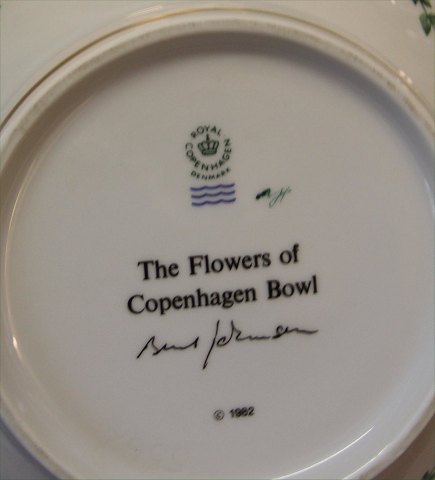 ROYAL
COPENHAGEN
DENMARK
The Flowers of
Copenhagen Bowl
© 1982